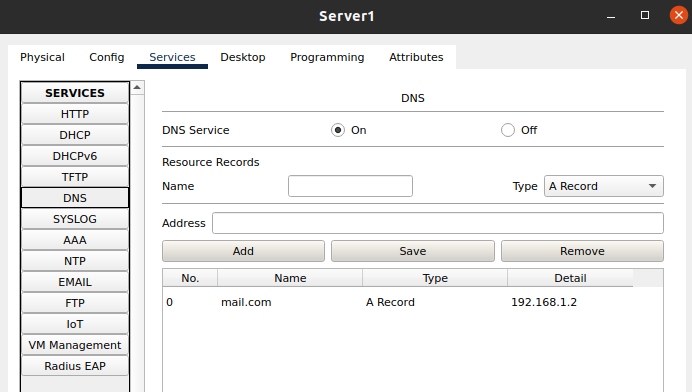 Server1
Physical Config Services Desktop Programming Attributes
SERVICES
HTTP
DHCP
DHCPv6
TFTP
DNS
SYSLOG
AAA
NTP
EMAIL
FTP
IoT
VM Management
Radius EAP
DNS
DNS Service On Off
Resource Records
Name Type A Record
Address
Add Save Remove
No. Name Type Detail
0 mail.com A Record 192.168.1.2